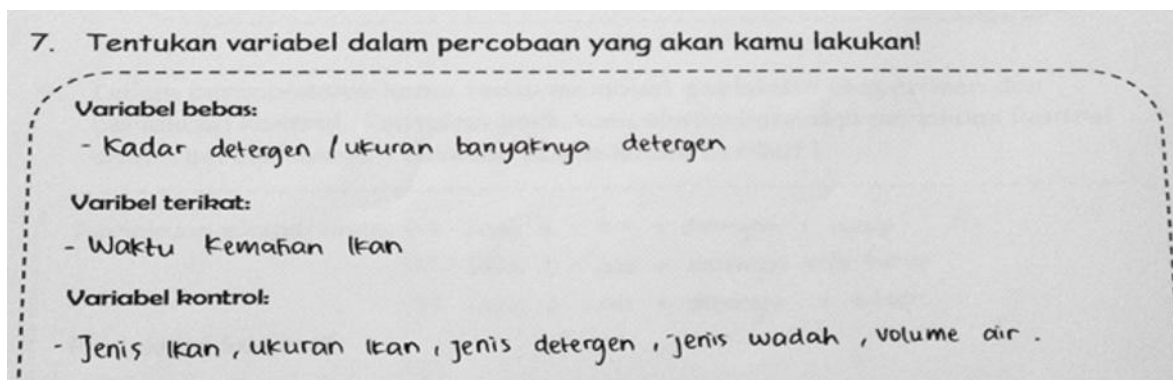 7. Tentukan variabel dalam percobaan yang akan kamu lakukan!
Variabel bebas:
- Kadar detergen / ukuran banyaknya detergen
Varibel terikat:
- Waktu kematian Ikan
Variabel kontrol:
- Jenis Ikan, ukuran Ikan, jenis detergen, jenis wadah, volume air.